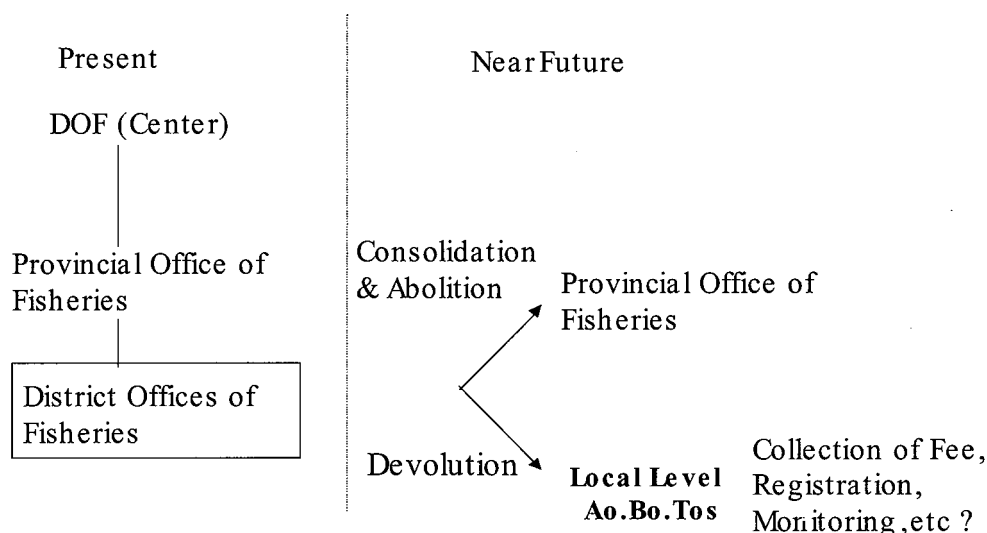 Present
DOF (Center)
Provincial Office of
Fisheries
District Offices of
Fisheries
Near Future
Consolidation
& Abolition
Provincial Office of
Fisheries
Devolution
Local Level
Ao.Bo.Tos
Collection of Fee,
Registration,
Monitoring ,etc ?